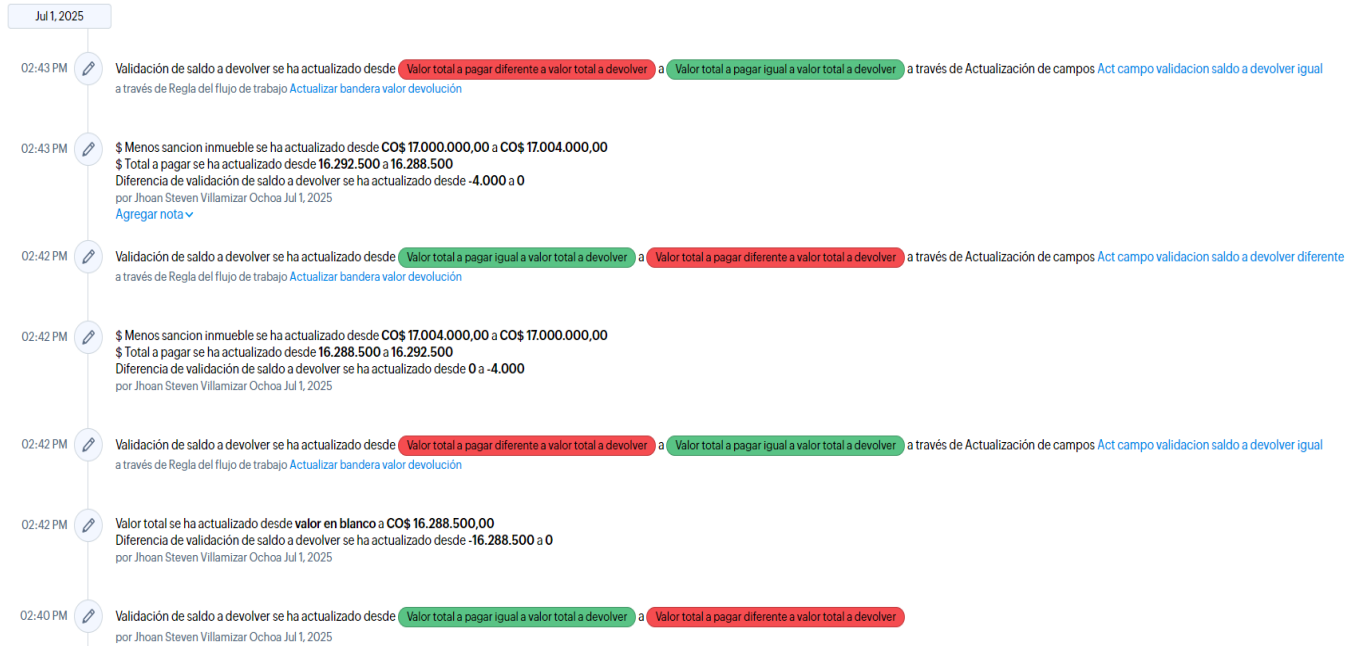 Jul 1, 2025
02:43 PM Validación de saldo a devolver se ha actualizado desde Valor total a pagar diferente a valor total a devolver a Valor total a pagar igual a valor total a devolver a través de Actualización de campos Act campo validacion saldo a devolver igual
a través de Regla del flujo de trabajo Actualizar bandera valor devolución
02:43 PM $ Menos sancion inmueble se ha actualizado desde CO$ 17.000.000,00 a CO$ 17.004.000,00
$ Total a pagar se ha actualizado desde 16.292.500 a 16.288.500
Diferencia de validación de saldo a devolver se ha actualizado desde -4.000 a 0
por Jhoan Steven Villamizar Ochoa Jul 1, 2025
Agregar nota
02:42 PM Validación de saldo a devolver se ha actualizado desde Valor total a pagar igual a valor total a devolver a Valor total a pagar diferente a valor total a devolver a través de Actualización de campos Act campo validacion saldo a devolver diferente
a través de Regla del flujo de trabajo Actualizar bandera valor devolución
02:42 PM $ Menos sancion inmueble se ha actualizado desde CO$ 17.004.000,00 a CO$ 17.000.000,00
$ Total a pagar se ha actualizado desde 16.288.500 a 16.292.500
Diferencia de validación de saldo a devolver se ha actualizado desde 0 a -4.000
por Jhoan Steven Villamizar Ochoa Jul 1, 2025
02:42 PM Validación de saldo a devolver se ha actualizado desde Valor total a pagar diferente a valor total a devolver a Valor total a pagar igual a valor total a devolver a través de Actualización de campos Act campo validacion saldo a devolver igual
a través de Regla del flujo de trabajo Actualizar bandera valor devolución
02:42 PM Valor total se ha actualizado desde valor en blanco a CO$ 16.288.500,00
Diferencia de validación de saldo a devolver se ha actualizado desde -16.288.500 a 0
por Jhoan Steven Villamizar Ochoa Jul 1, 2025
02:40 PM Validación de saldo a devolver se ha actualizado desde Valor total a pagar igual a valor total a devolver a Valor total a pagar diferente a valor total a devolver
por Jhoan Steven Villamizar Ochoa Jul 1, 2025